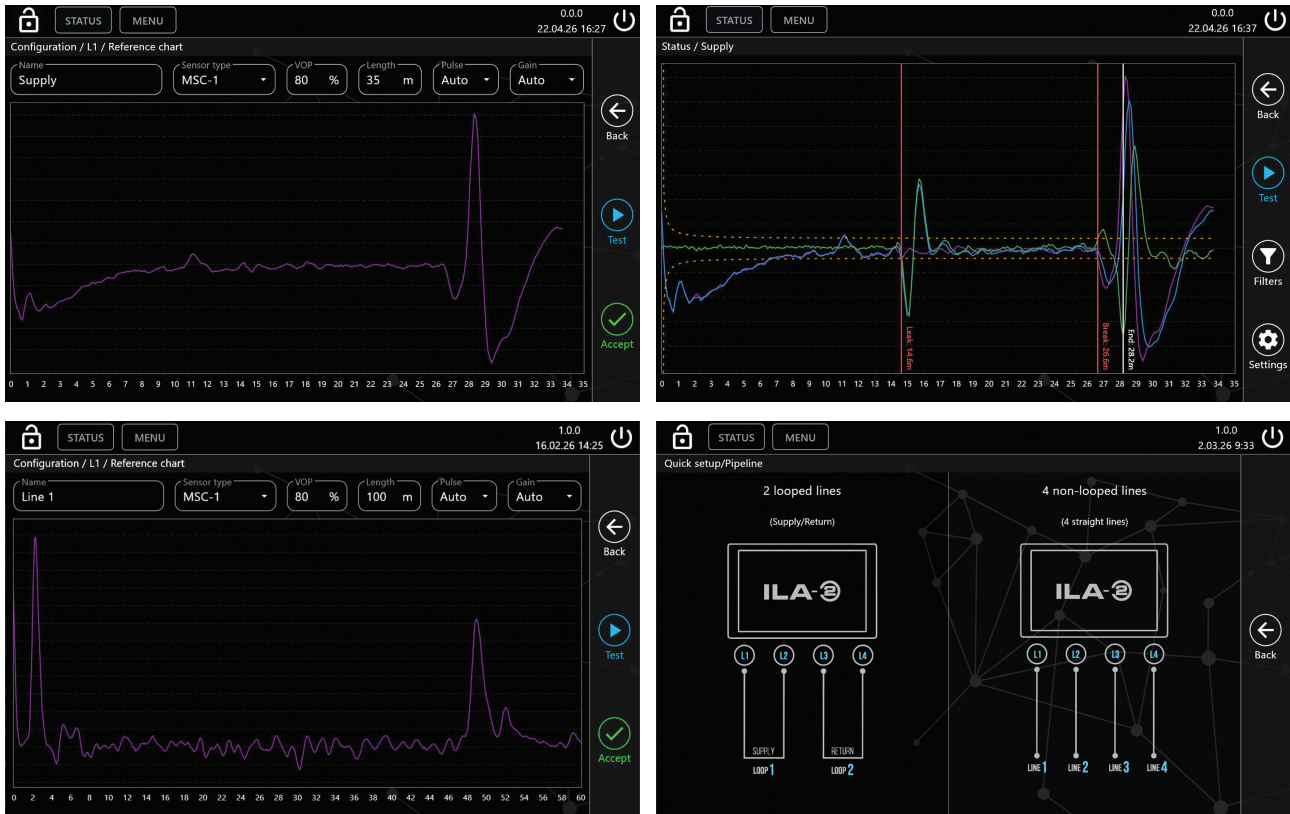 STATUS MENU 0.0.0
22.04.26 16:27
Configuration / L1 / Reference chart
Name Sensor type VOP Length Pulse Gain
Supply MSC-1 80 % 35 m Auto Auto
Back
Test
Accept
0 1 2 3 4 5 6 7 8 9 10 11 12 13 14 15 16 17 18 19 20 21 22 23 24 25 26 27 28 29 30 31 32 33 34 35
STATUS MENU 0.0.0
22.04.26 16:37
Status / Supply
Back
Test
Filters
Settings
Leak: 14.6m
Break: 26.6m
End: 28.2m
0 1 2 3 4 5 6 7 8 9 10 11 12 13 14 15 16 17 18 19 20 21 22 23 24 25 26 27 28 29 30 31 32 33 34 35
STATUS MENU 1.0.0
16.02.26 14:25
Configuration / L1 / Reference chart
Name Sensor type VOP Length Pulse Gain
Line 1 MSC-1 80 % 100 m Auto Auto
Back
Test
Accept
0 2 4 6 8 10 12 14 16 18 20 22 24 26 28 30 32 34 36 38 40 42 44 46 48 50 52 54 56 58 60
STATUS MENU 1.0.0
2.03.26 9:33
Quick setup/Pipeline
2 looped lines
(Supply/Return)
ILA-2
L1 L2 L3 L4
SUPPLY RETURN
LOOP 1 LOOP 2
4 non-looped lines
(4 straight lines)
ILA-2
L1 L2 L3 L4
LINE 1 LINE 2 LINE 3 LINE 4
Back